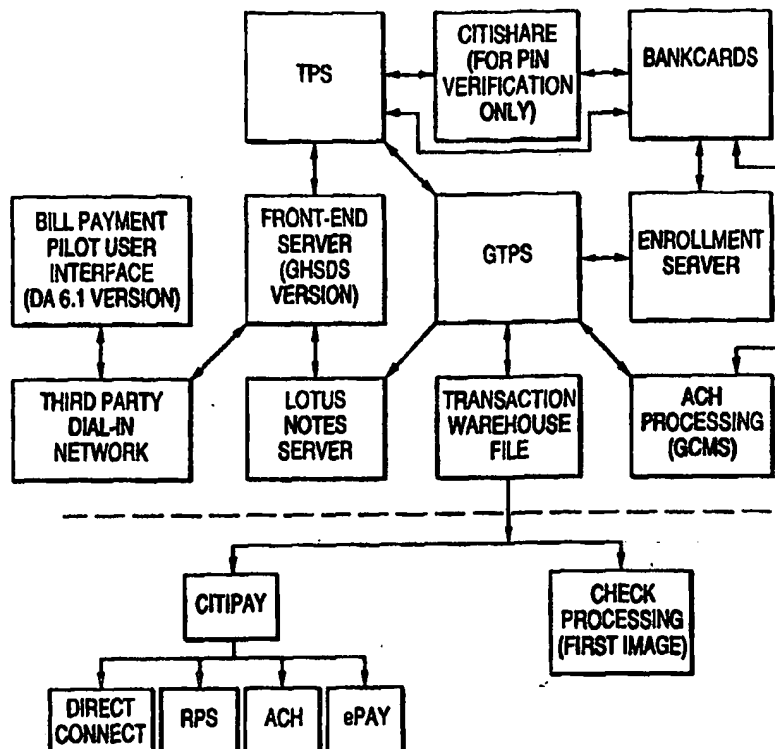 TPS
CITISHARE
(FOR PIN
VERIFICATION
ONLY)
BANKCARDS
BILL PAYMENT
PILOT USER
INTERFACE
(DA 6.1 VERSION)
FRONT-END
SERVER
(GHSDS
VERSION)
GTPS
ENROLLMENT
SERVER
THIRD PARTY
DIAL-IN
NETWORK
LOTUS
NOTES
SERVER
TRANSACTION
WAREHOUSE
FILE
ACH
PROCESSING
(GCMS)
CITIPAY
CHECK
PROCESSING
(FIRST IMAGE)
DIRECT
CONNECT
RPS
ACH
ePAY